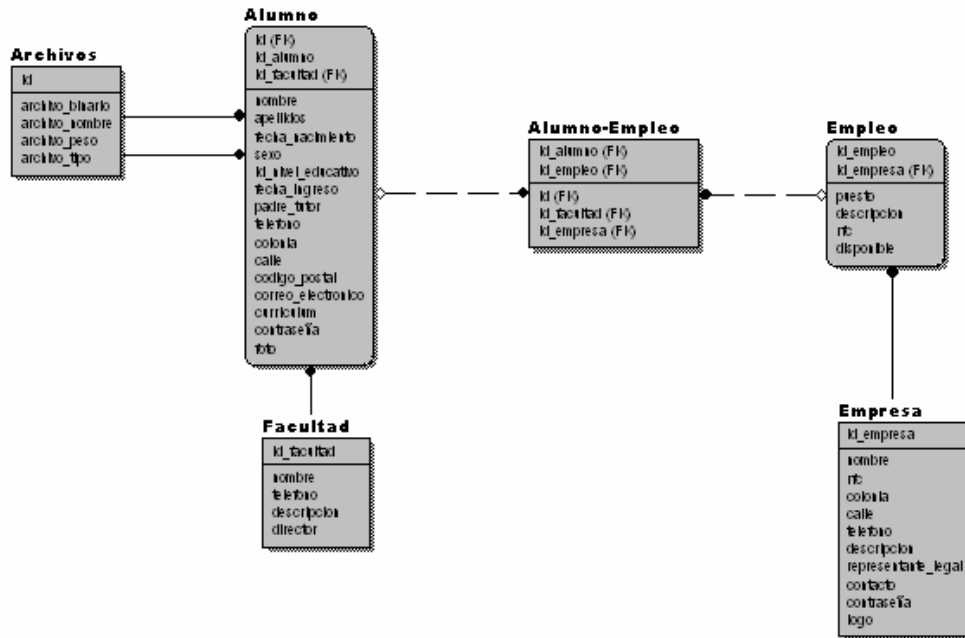 Archivos
id
archivo_binario
archivo_nombre
archivo_peso
archivo_tipo
Alumno
id (FK)
id_alumno
id_facultad (FK)
nombre
apellidos
fecha_nacimiento
sexo
id_nivel_educativo
fecha_ingreso
padre_tutor
telefono
colonia
calle
codigo_postal
correo_electronico
curriculum
contraseña
foto
Alumno-Empleo
id_alumno (FK)
id_empleo (FK)
id (FK)
id_facultad (FK)
id_empresa (FK)
Empleo
id_empleo
id_empresa (FK)
puesto
descripcion
rfc
disponible
Facultad
id_facultad
nombre
telefono
descripcion
director
Empresa
id_empresa
nombre
rfc
colonia
calle
telefono
descripcion
representante_legal
contacto
contraseña
logo